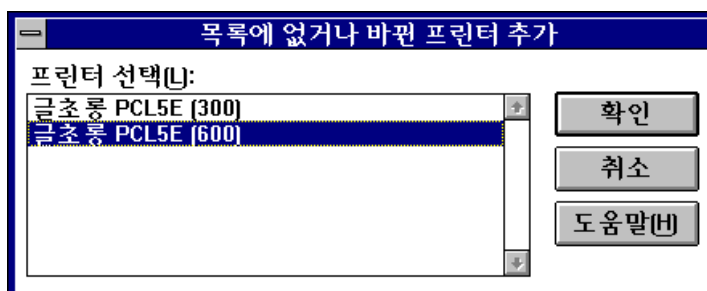 목록에 없거나 바뀐 프린터 추가
프린터 선택(L):
글초롱 PCL5E (300)
글초롱 PCL5E (600)
확인
취소
도움말(H)